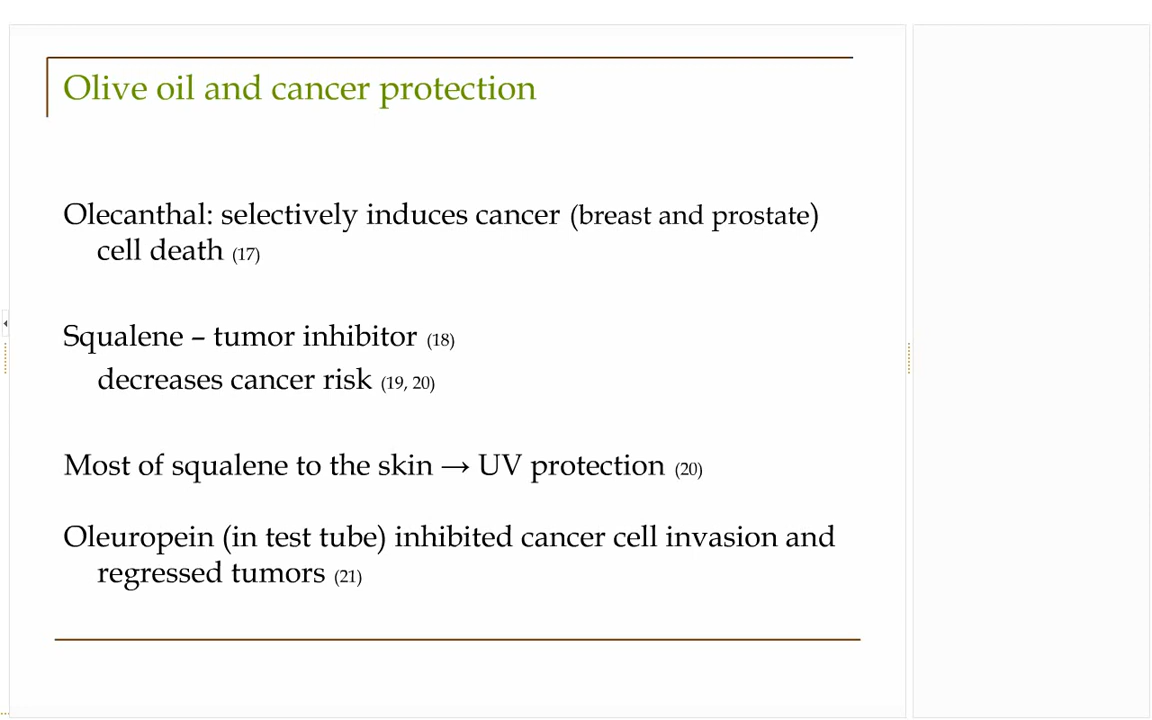 Olive oil and cancer protection
Olecanthal: selectively induces cancer (breast and prostate)
cell death (17)
Squalene – tumor inhibitor (18)
decreases cancer risk (19, 20)
Most of squalene to the skin → UV protection (20)
Oleuropein (in test tube) inhibited cancer cell invasion and
regressed tumors (21)